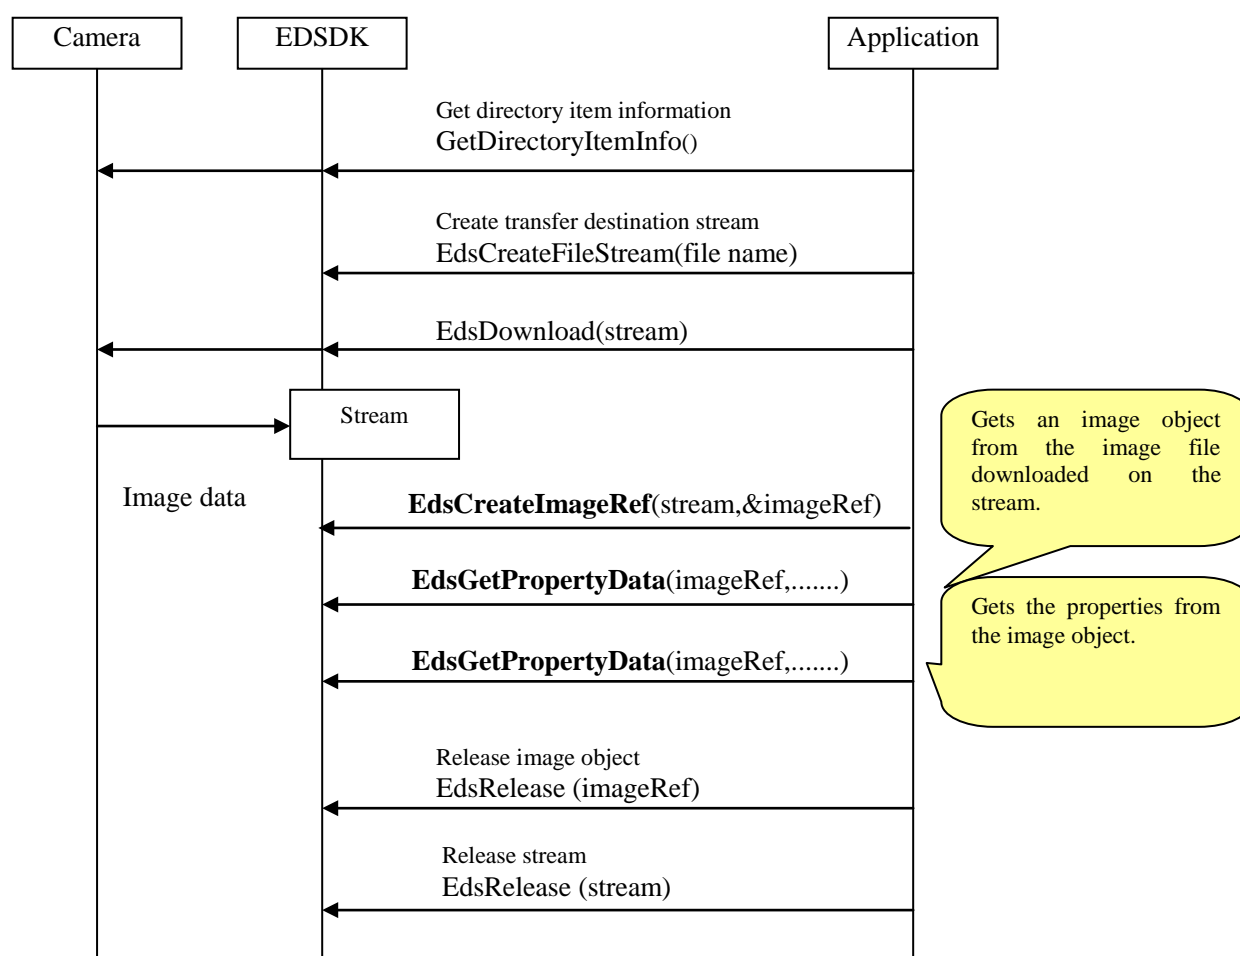 Camera
EDSDK
Application
Get directory item information
GetDirectoryItemInfo()
Create transfer destination stream
EdsCreateFileStream(file name)
EdsDownload(stream)
Stream
Gets an image object
from the image file
downloaded on the
stream.
Image data
EdsCreateImageRef(stream,&imageRef)
EdsGetPropertyData(imageRef,.......)
Gets the properties from
the image object.
EdsGetPropertyData(imageRef,.......)
Release image object
EdsRelease (imageRef)
Release stream
EdsRelease (stream)